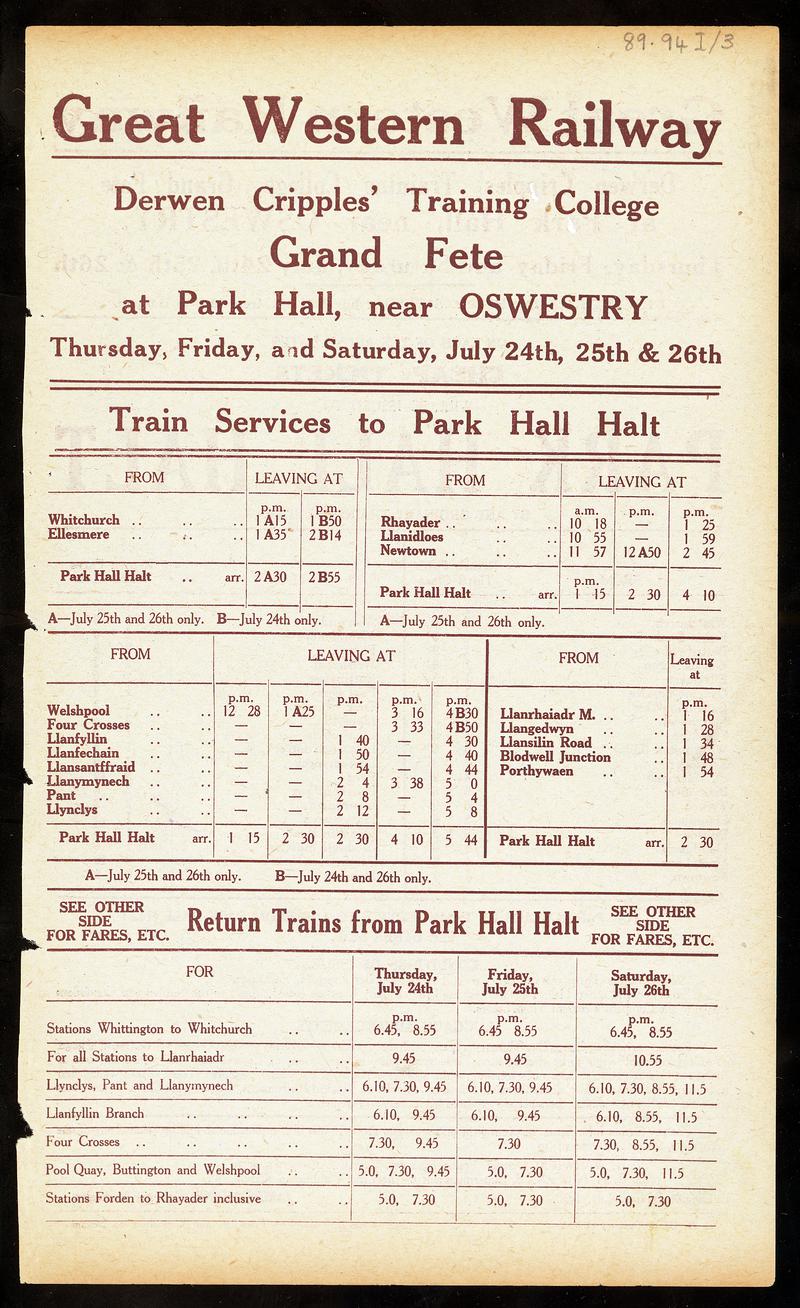 89.94 I/3
Great Western Railway
Derwen Cripples' Training College
Grand Fete
at Park Hall, near OSWESTRY
Thursday, Friday, and Saturday, July 24th, 25th & 26th
Train Services to Park Hall Halt
FROM LEAVING AT
p.m. p.m.
Whitchurch .. .. .. 1 A15 1 B50
Ellesmere .. .. .. 1 A35 2 B14
Park Hall Halt .. arr. 2 A30 2 B55
A—July 25th and 26th only. B—July 24th only.
FROM LEAVING AT
a.m. p.m. p.m.
Rhayader .. .. .. 10 18 — 1 25
Llanidloes .. .. 10 55 — 1 59
Newtown .. .. .. 11 57 12 A50 2 45
p.m.
Park Hall Halt .. arr. 1 15 2 30 4 10
A—July 25th and 26th only.
FROM LEAVING AT
p.m. p.m. p.m. p.m. p.m.
Welshpool .. .. 12 28 1 A25 — 3 16 4 B30
Four Crosses .. .. — — — 3 33 4 B50
Llanfyllin .. .. — — 1 40 — 4 30
Llanfechain .. .. — — 1 50 — 4 40
Llansantffraid .. .. — — 1 54 — 4 44
Llanymynech .. .. — — 2 4 3 38 5 0
Pant .. .. .. — — 2 8 — 5 4
Llynclys .. .. — — 2 12 — 5 8
Park Hall Halt arr. 1 15 2 30 2 30 4 10 5 44
FROM Leaving at
p.m.
Llanrhaiadr M. .. .. 1 16
Llangedwyn .. .. 1 28
Llansilin Road .. .. 1 34
Blodwell Junction .. 1 48
Porthywaen .. .. 1 54
Park Hall Halt arr. 2 30
A—July 25th and 26th only. B—July 24th and 26th only.
SEE OTHER
SIDE
FOR FARES, ETC.
Return Trains from Park Hall Halt
SEE OTHER
SIDE
FOR FARES, ETC.
FOR Thursday, July 24th Friday, July 25th Saturday, July 26th
p.m. p.m. p.m.
Stations Whittington to Whitchurch .. .. 6.45, 8.55 6.45 8.55 6.45, 8.55
For all Stations to Llanrhaiadr .. .. 9.45 9.45 10.55
Llynclys, Pant and Llanymynech .. .. 6.10, 7.30, 9.45 6.10, 7.30, 9.45 6.10, 7.30, 8.55, 11.5
Llanfyllin Branch .. .. .. .. 6.10, 9.45 6.10, 9.45 6.10, 8.55, 11.5
Four Crosses .. .. .. .. .. 7.30, 9.45 7.30 7.30, 8.55, 11.5
Pool Quay, Buttington and Welshpool .. .. 5.0, 7.30, 9.45 5.0, 7.30 5.0, 7.30, 11.5
Stations Forden to Rhayader inclusive .. .. 5.0, 7.30 5.0, 7.30 5.0, 7.30